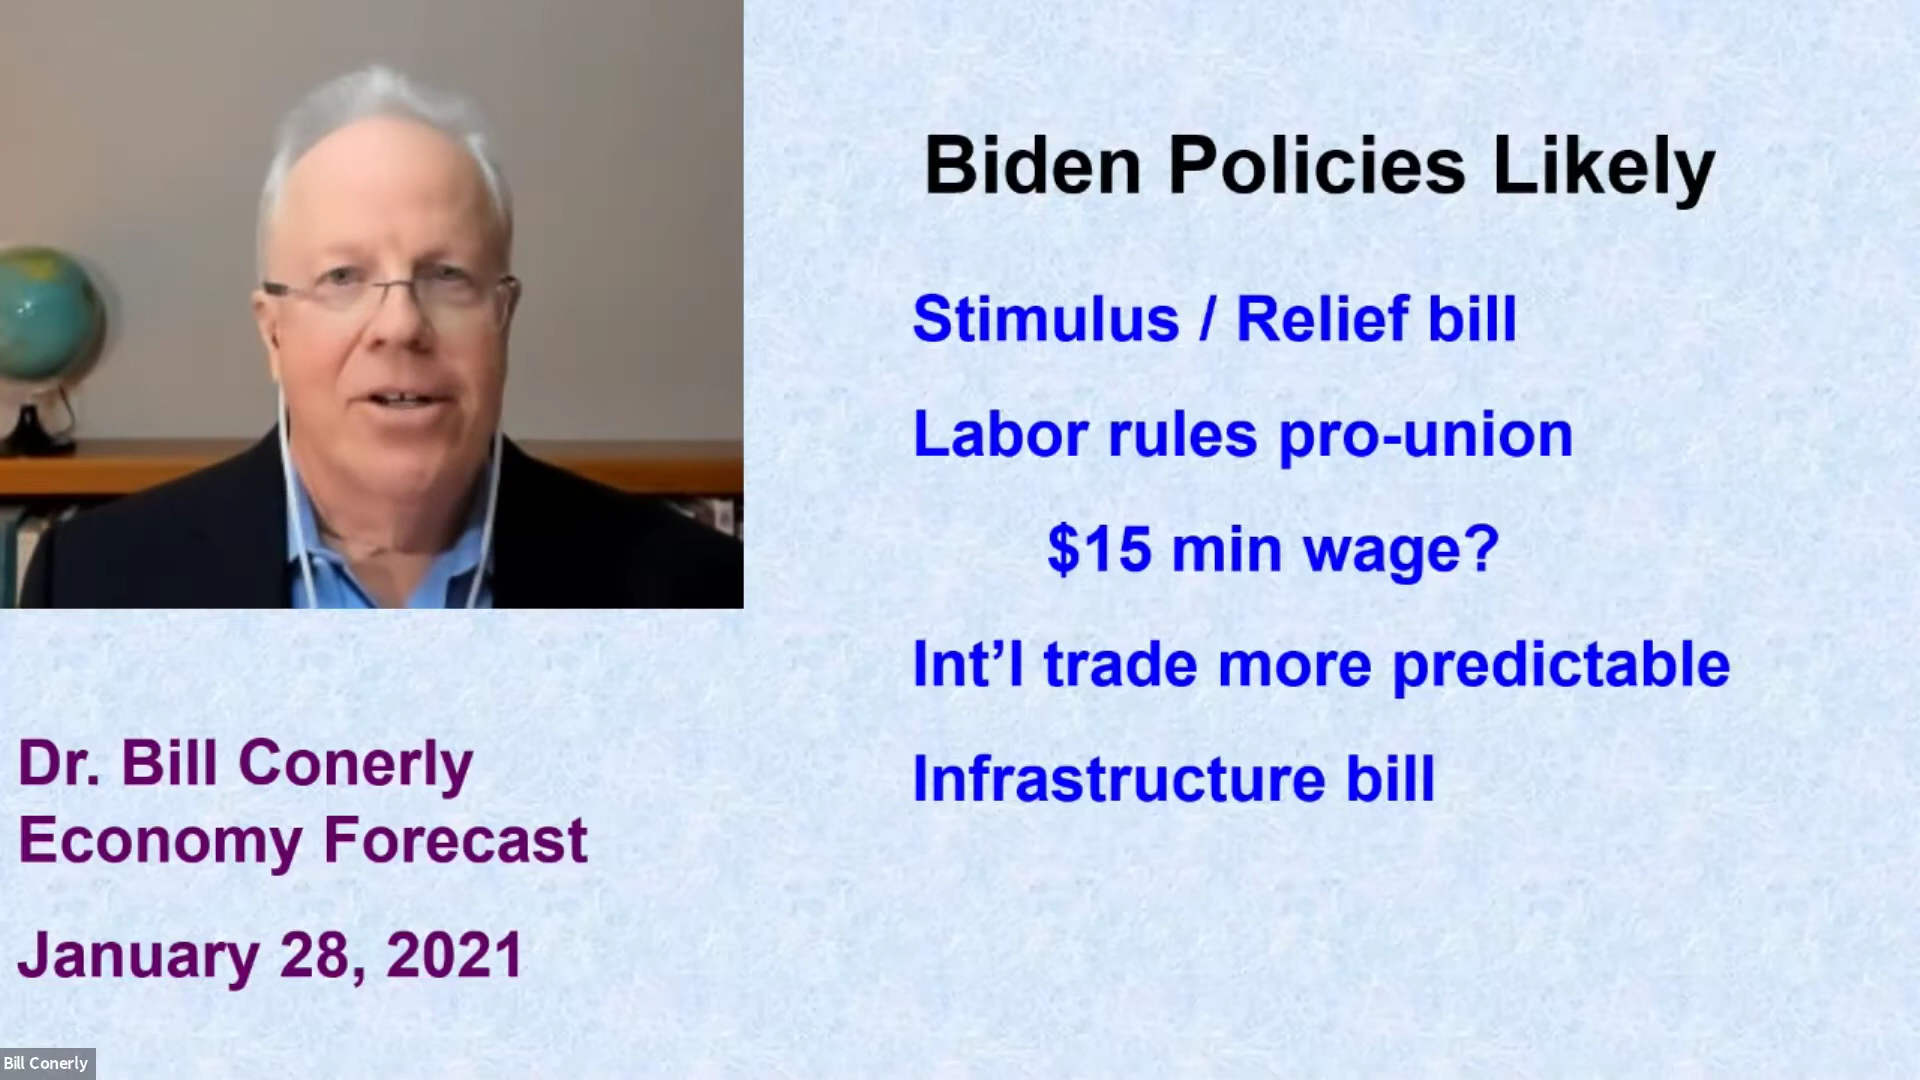 Biden Policies Likely
Stimulus / Relief bill
Labor rules pro-union
$15 min wage?
Int’l trade more predictable
Infrastructure bill
Dr. Bill Conerly
Economy Forecast
January 28, 2021
Bill Conerly